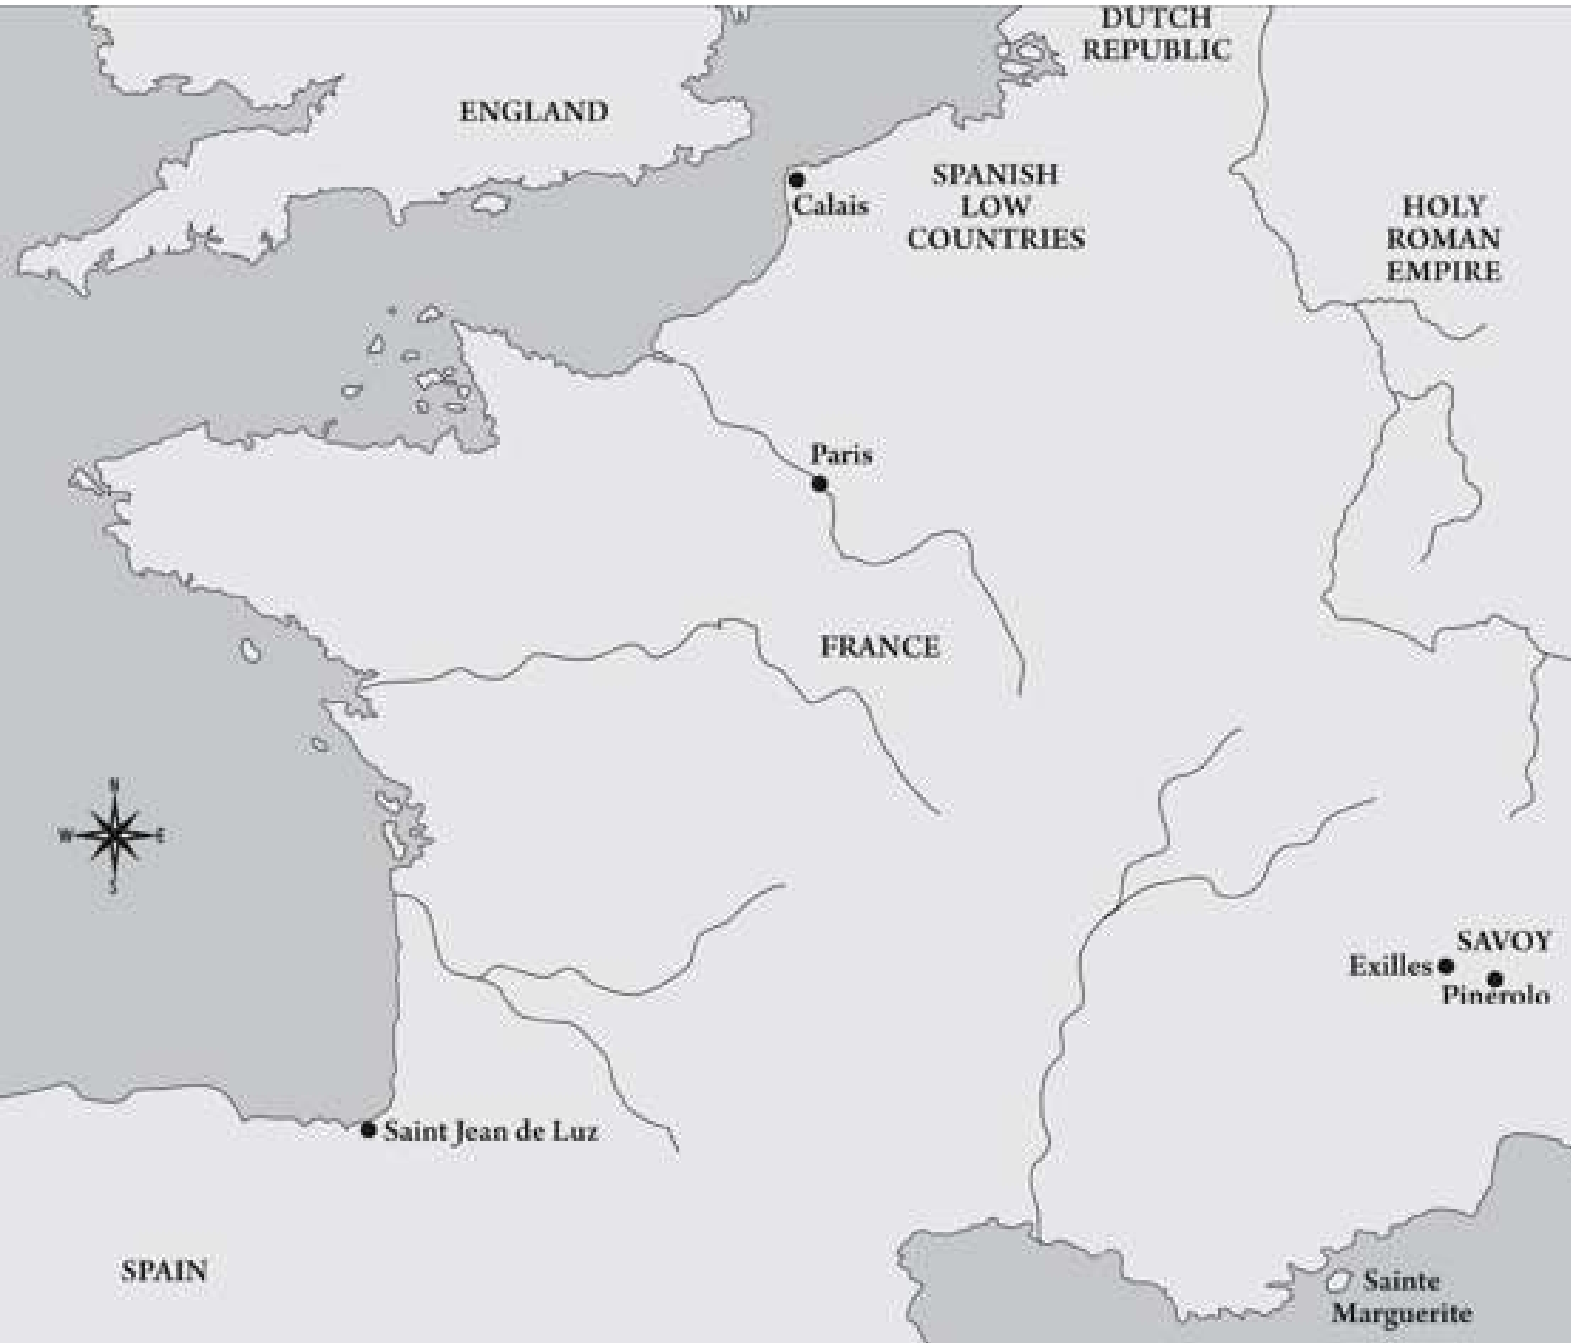 DUTCH
REPUBLIC
ENGLAND
SPANISH
LOW
COUNTRIES
Calais
HOLY
ROMAN
EMPIRE
Paris
FRANCE
N
W E
S
SAVOY
Exilles
Pinerolo
Saint Jean de Luz
SPAIN
Sainte
Marguerite